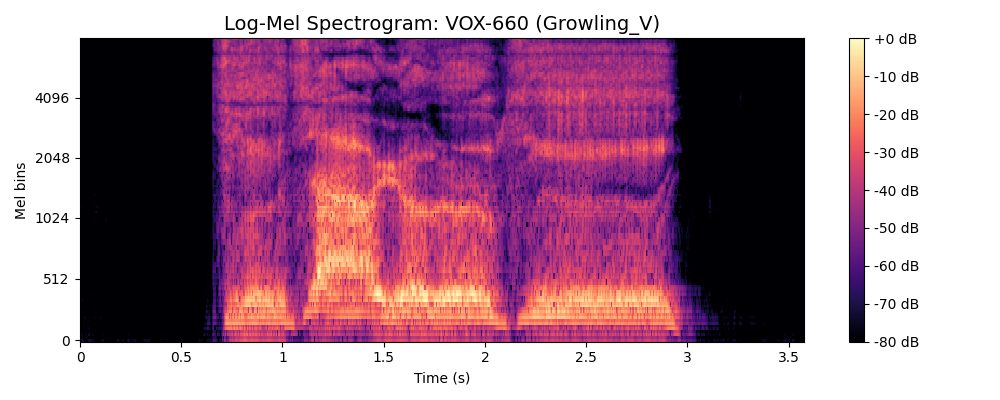 Log-Mel Spectrogram: VOX-660 (Growling_V)
Mel bins
4096
2048
1024
512
0
0
0.5
1
1.5
2
2.5
3
3.5
Time (s)
+0 dB
-10 dB
-20 dB
-30 dB
-40 dB
-50 dB
-60 dB
-70 dB
-80 dB